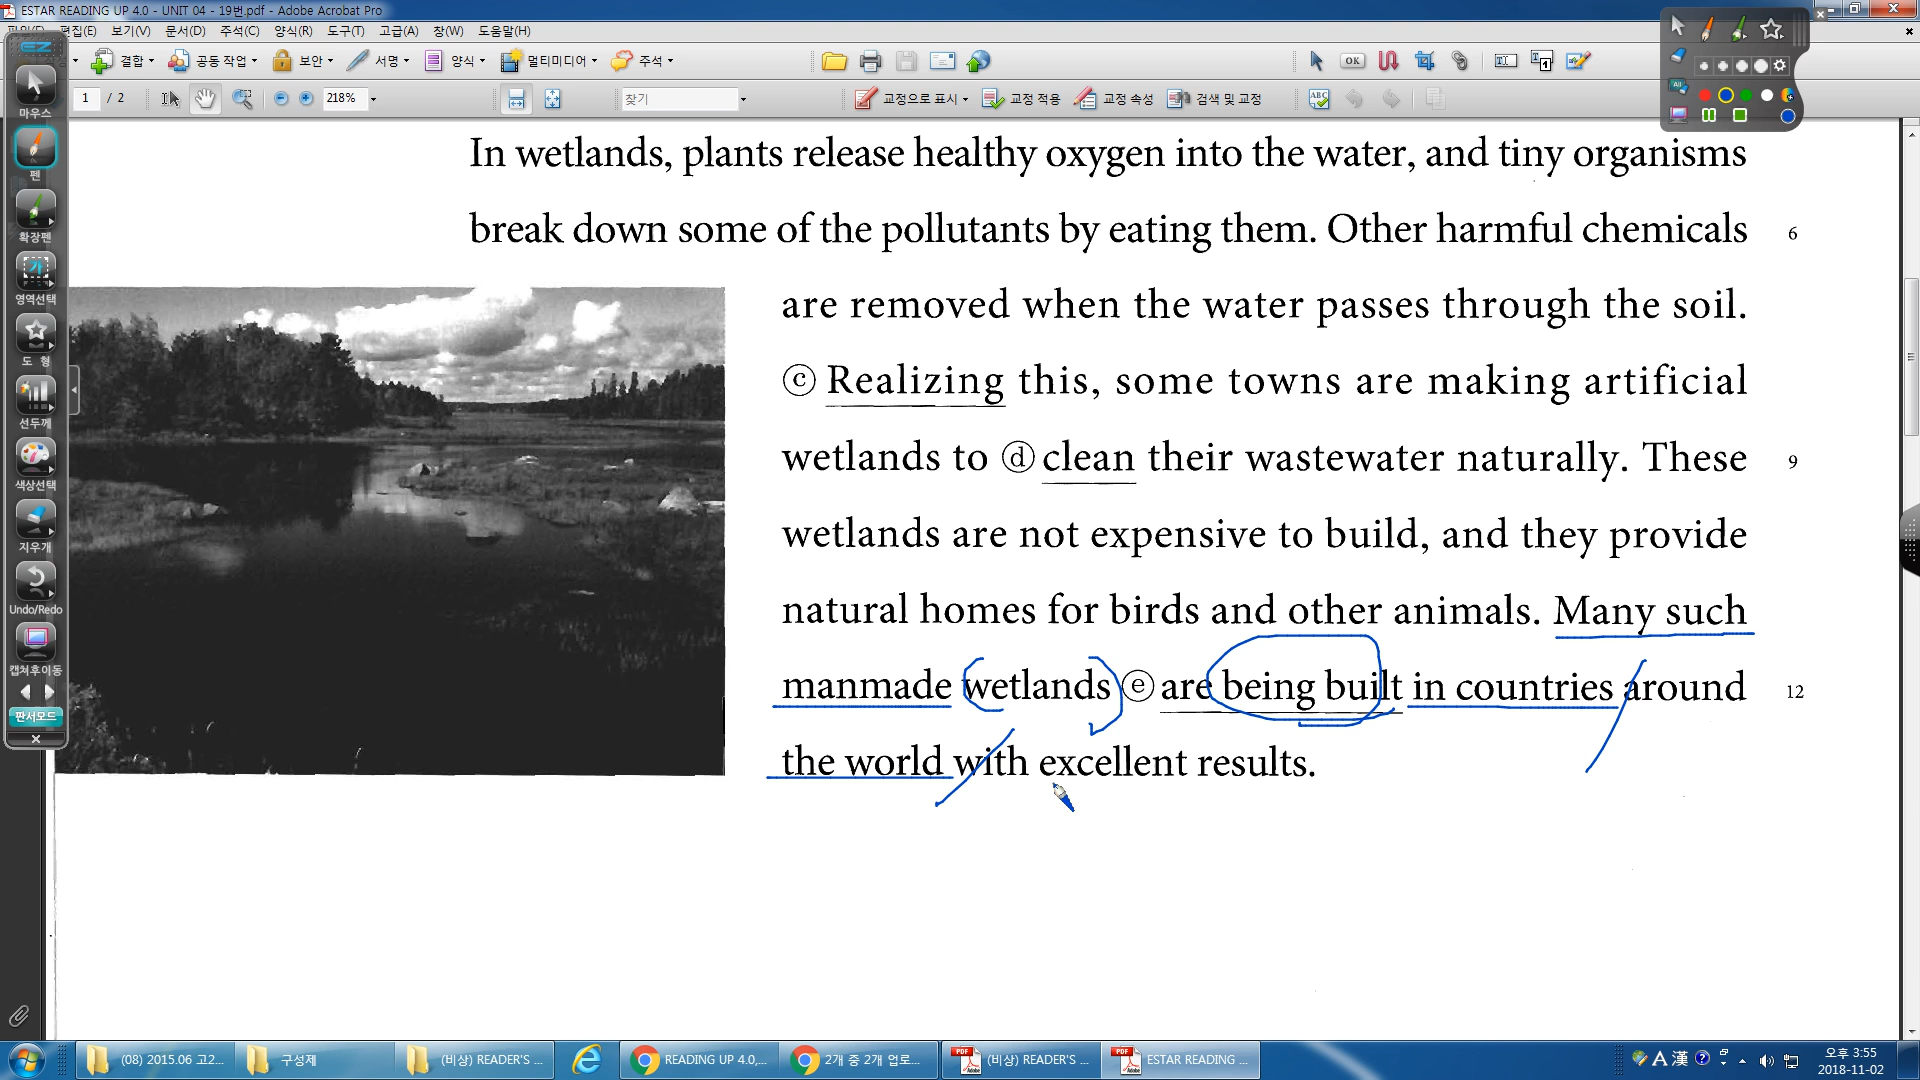 ESTAR READING UP 4.0 - UNIT 04 - 19번.pdf - Adobe Acrobat Pro
편집(E) 보기(V) 문서(D) 주석(C) 양식(R) 도구(T) 고급(A) 창(W) 도움말(H)
결합 공동 작업 보안 서명 양식 멀티미디어 주석 OK
1 / 2 218% 찾기 교정으로 표시 교정 적용 교정 속성 검색 및 교정 ABC
EZ
마우스
펜
확장펜
가
영역선택
도 형
선두께
색상선택
지우개
Undo/Redo
캡쳐후이동
판서모드
All
In wetlands, plants release healthy oxygen into the water, and tiny organisms
break down some of the pollutants by eating them. Other harmful chemicals 6
are removed when the water passes through the soil.
ⓒ Realizing this, some towns are making artificial
wetlands to ⓓ clean their wastewater naturally. These 9
wetlands are not expensive to build, and they provide
natural homes for birds and other animals. Many such
manmade wetlands ⓔ are being built in countries around 12
the world with excellent results.
(08) 2015.06 고2... 구성제 (비상) READER'S ... READING UP 4.0,... 2개 중 2개 업로... (비상) READER'S ... ESTAR READING ... A 漢
오후 3:55
2018-11-02